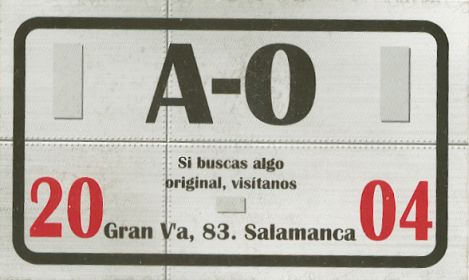 A-O
Si buscas algo
original, visítanos
20 Gran V'a, 83. Salamanca 04